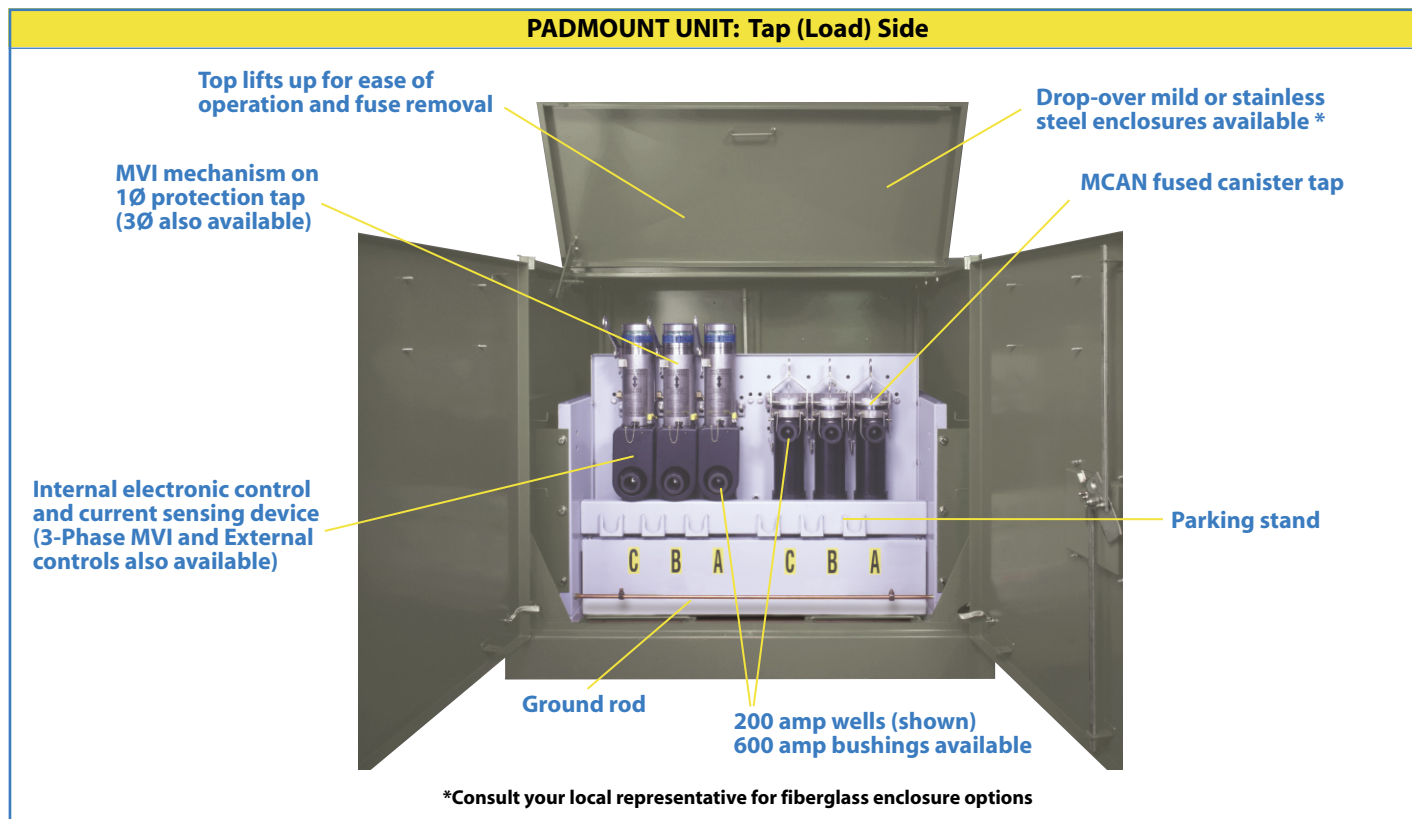 PADMOUNT UNIT: Tap (Load) Side
Top lifts up for ease of
operation and fuse removal
Drop-over mild or stainless
steel enclosures available *
MVI mechanism on
1Ø protection tap
(3Ø also available)
MCAN fused canister tap
Internal electronic control
and current sensing device
(3-Phase MVI and External
controls also available)
Parking stand
C B A C B A
Ground rod
200 amp wells (shown)
600 amp bushings available
*Consult your local representative for fiberglass enclosure options